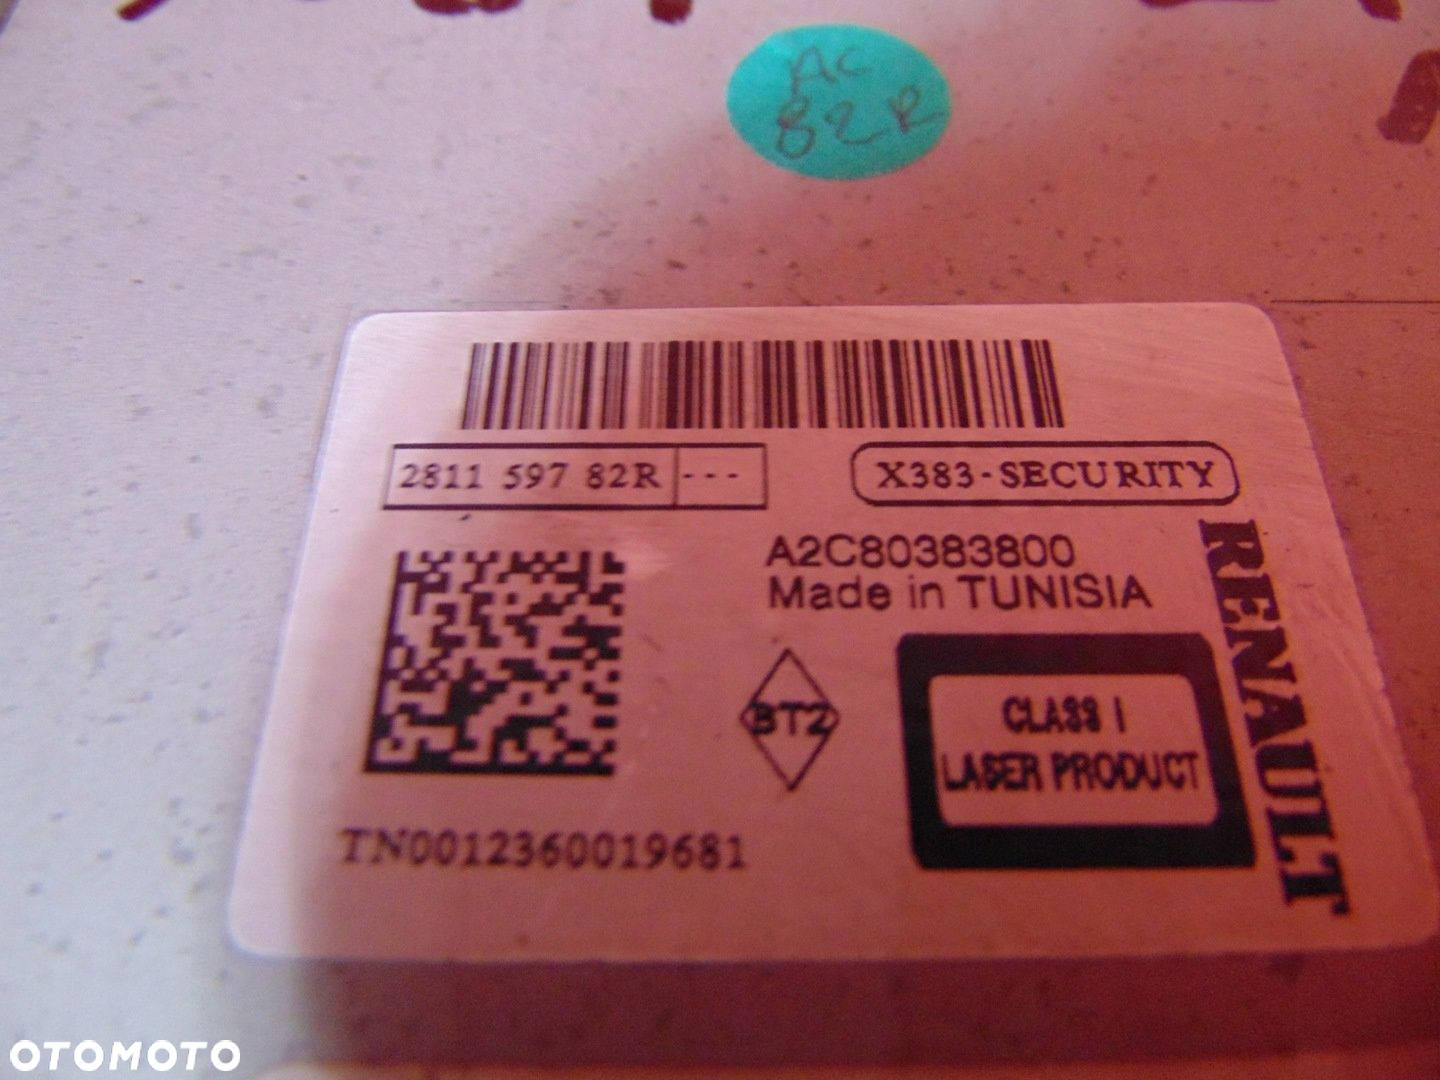 AC
82R
2811 597 82R ---
X383-SECURITY
A2C80383800
Made in TUNISIA
RENAULT
BT2
CLASS I
LASER PRODUCT
TN0012360019681
OTOMOTO